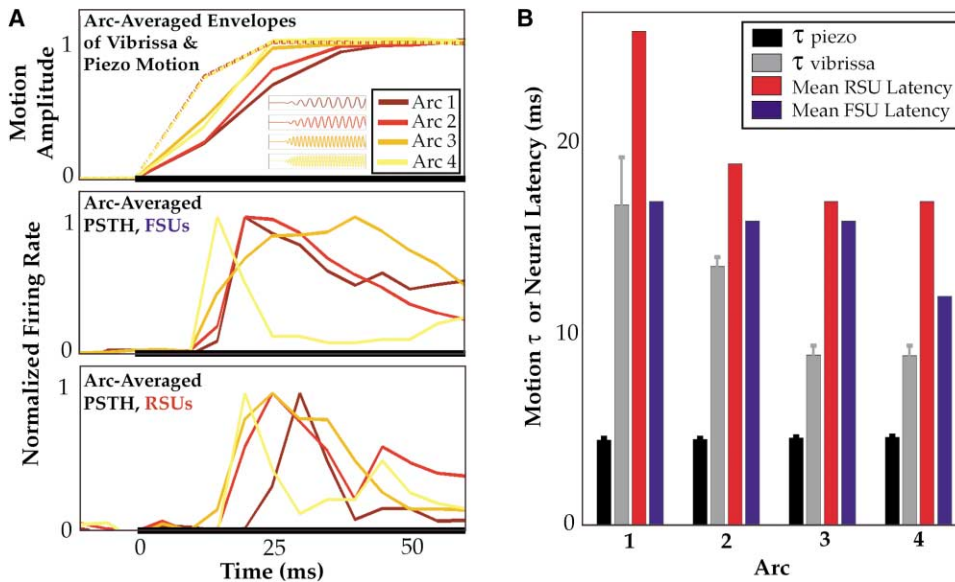 A
Arc-Averaged Envelopes
of Vibrissa &
Piezo Motion
Motion
Amplitude
1
0
Arc 1
Arc 2
Arc 3
Arc 4
Normalized Firing Rate
Arc-Averaged
PSTH, FSUs
1
0
Arc-Averaged
PSTH, RSUs
1
0
0 25 50
Time (ms)
B
τ piezo
τ vibrissa
Mean RSU Latency
Mean FSU Latency
Motion τ or Neural Latency (ms)
20
10
0
1 2 3 4
Arc